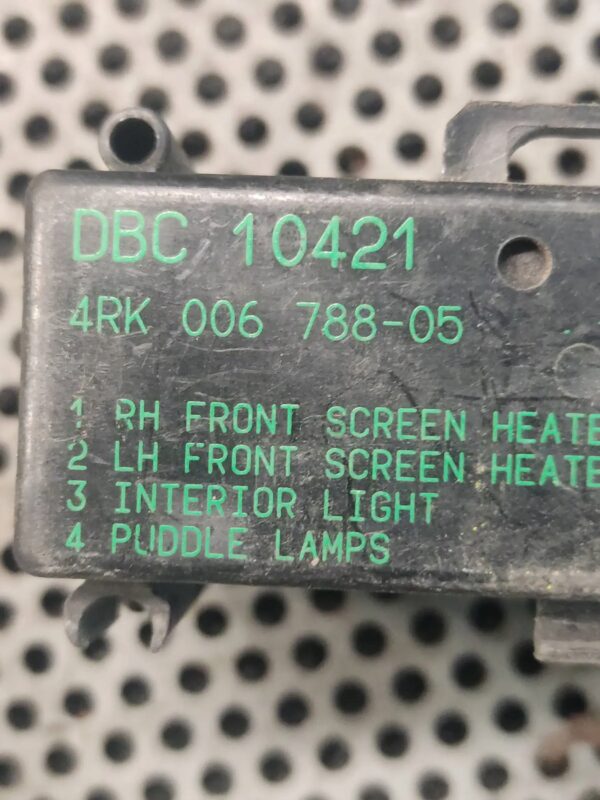 DBC 10421
4RK 006 788-05
1 RH FRONT SCREEN HEATE
2 LH FRONT SCREEN HEATE
3 INTERIOR LIGHT
4 PUDDLE LAMPS